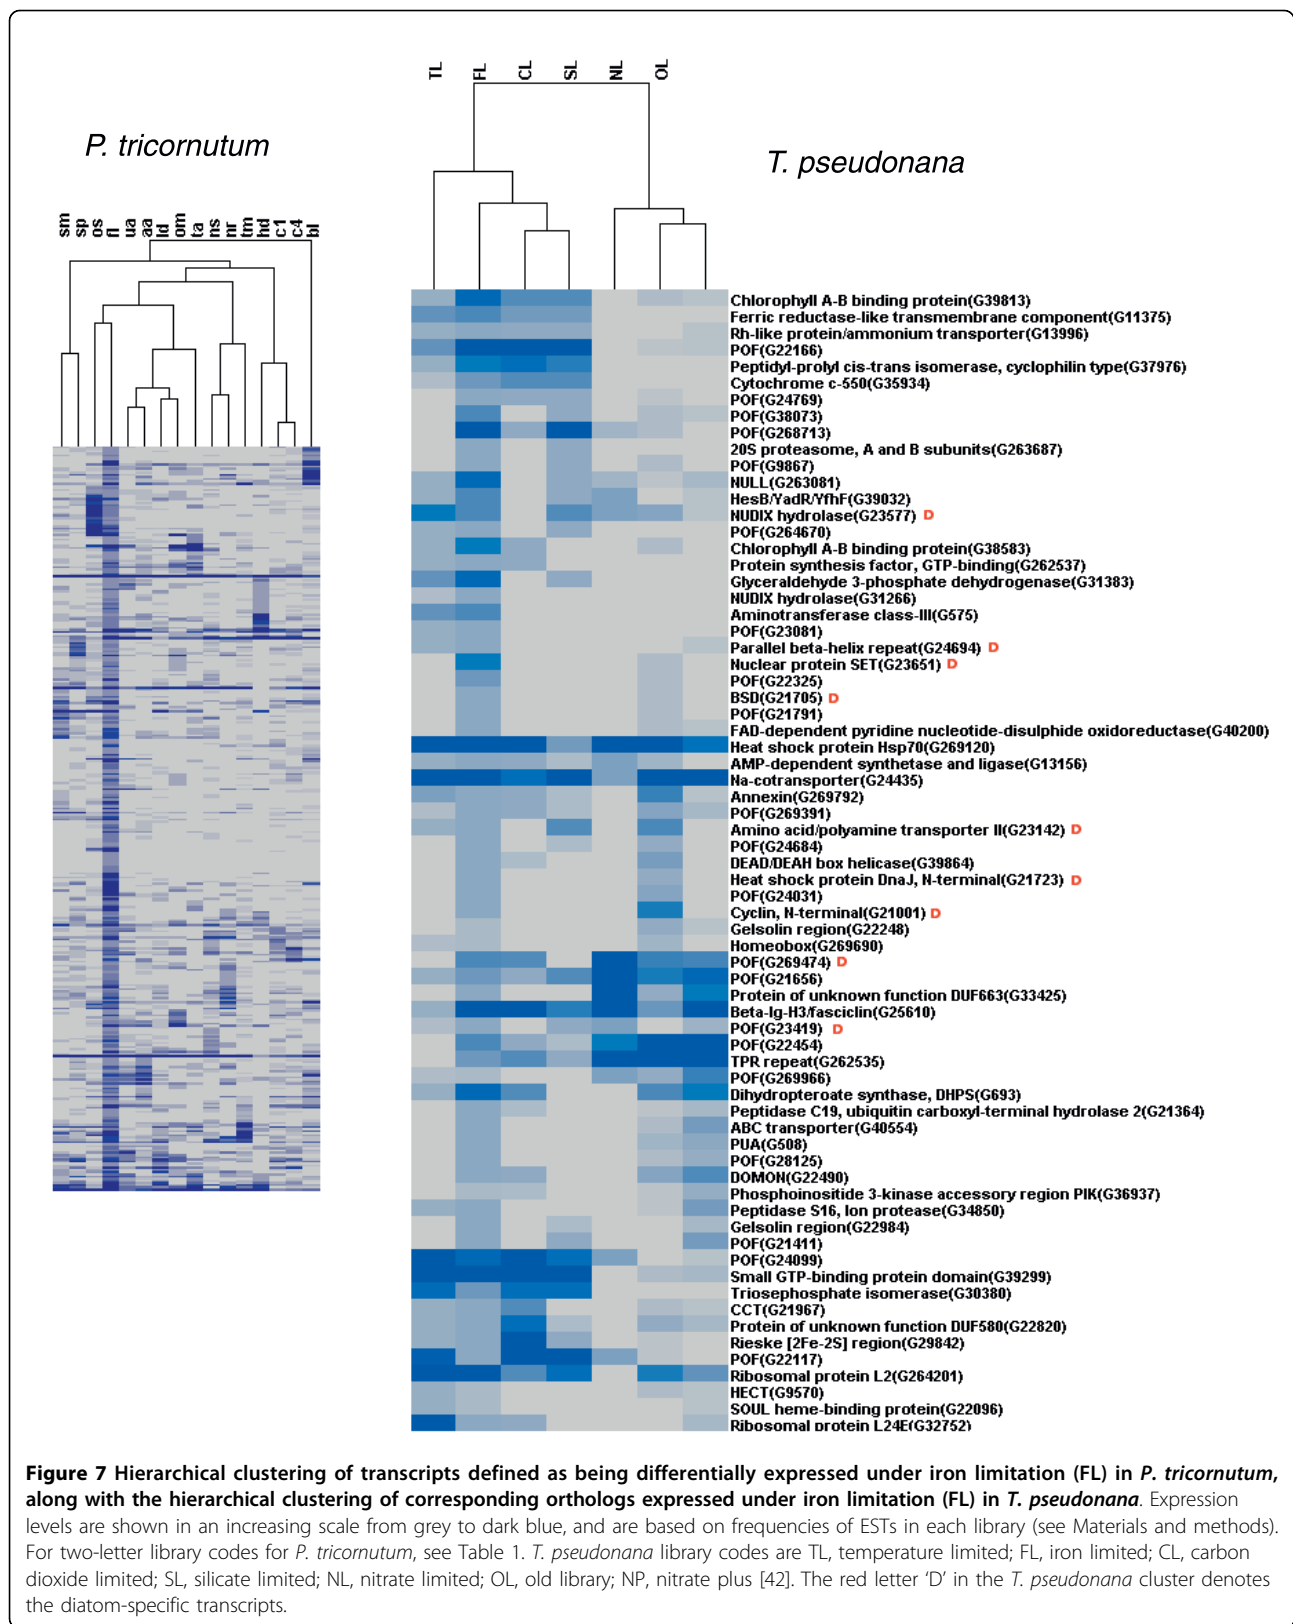 P. tricornutum
T. pseudonana
TL
FL
CL
SL
NL
OL
sm
sp
os
fl
ua
aa
ld
om
ta
ns
nr
tm
hd
c1
c4
bl
Chlorophyll A-B binding protein(G39813)
Ferric reductase-like transmembrane component(G11375)
Rh-like protein/ammonium transporter(G13996)
POF(G22166)
Peptidyl-prolyl cis-trans isomerase, cyclophilin type(G37976)
Cytochrome c-550(G35934)
POF(G24769)
POF(G38073)
POF(G268713)
20S proteasome, A and B subunits(G263687)
POF(G9867)
NULL(G263081)
HesB/YadR/YfhF(G39032)
NUDIX hydrolase(G23577) D
POF(G264670)
Chlorophyll A-B binding protein(G38583)
Protein synthesis factor, GTP-binding(G262537)
Glyceraldehyde 3-phosphate dehydrogenase(G31383)
NUDIX hydrolase(G31266)
Aminotransferase class-III(G575)
POF(G23081)
Parallel beta-helix repeat(G24694) D
Nuclear protein SET(G23651) D
POF(G22325)
BSD(G21705) D
POF(G21791)
FAD-dependent pyridine nucleotide-disulphide oxidoreductase(G40200)
Heat shock protein Hsp70(G269120)
AMP-dependent synthetase and ligase(G13156)
Na-cotransporter(G24435)
Annexin(G269792)
POF(G269391)
Amino acid/polyamine transporter II(G23142) D
POF(G24684)
DEAD/DEAH box helicase(G39864)
Heat shock protein DnaJ, N-terminal(G21723) D
POF(G24031)
Cyclin, N-terminal(G21001) D
Gelsolin region(G22248)
Homeobox(G269690)
POF(G269474) D
POF(G21656)
Protein of unknown function DUF663(G33425)
Beta-Ig-H3/fasciclin(G25610)
POF(G23419) D
POF(G22454)
TPR repeat(G262535)
POF(G269966)
Dihydropteroate synthase, DHPS(G693)
Peptidase C19, ubiquitin carboxyl-terminal hydrolase 2(G21364)
ABC transporter(G40554)
PUA(G508)
POF(G28125)
DOMON(G22490)
Phosphoinositide 3-kinase accessory region PIK(G36937)
Peptidase S16, lon protease(G34850)
Gelsolin region(G22984)
POF(G21411)
POF(G24099)
Small GTP-binding protein domain(G39299)
Triosephosphate isomerase(G30380)
CCT(G21967)
Protein of unknown function DUF580(G22820)
Rieske [2Fe-2S] region(G29842)
POF(G22117)
Ribosomal protein L2(G264201)
HECT(G9570)
SOUL heme-binding protein(G22096)
Ribosomal protein L24E(G32752)
Figure 7 Hierarchical clustering of transcripts defined as being differentially expressed under iron limitation (FL) in P. tricornutum,
along with the hierarchical clustering of corresponding orthologs expressed under iron limitation (FL) in T. pseudonana. Expression
levels are shown in an increasing scale from grey to dark blue, and are based on frequencies of ESTs in each library (see Materials and methods).
For two-letter library codes for P. tricornutum, see Table 1. T. pseudonana library codes are TL, temperature limited; FL, iron limited; CL, carbon
dioxide limited; SL, silicate limited; NL, nitrate limited; OL, old library; NP, nitrate plus [42]. The red letter ‘D’ in the T. pseudonana cluster denotes
the diatom-specific transcripts.